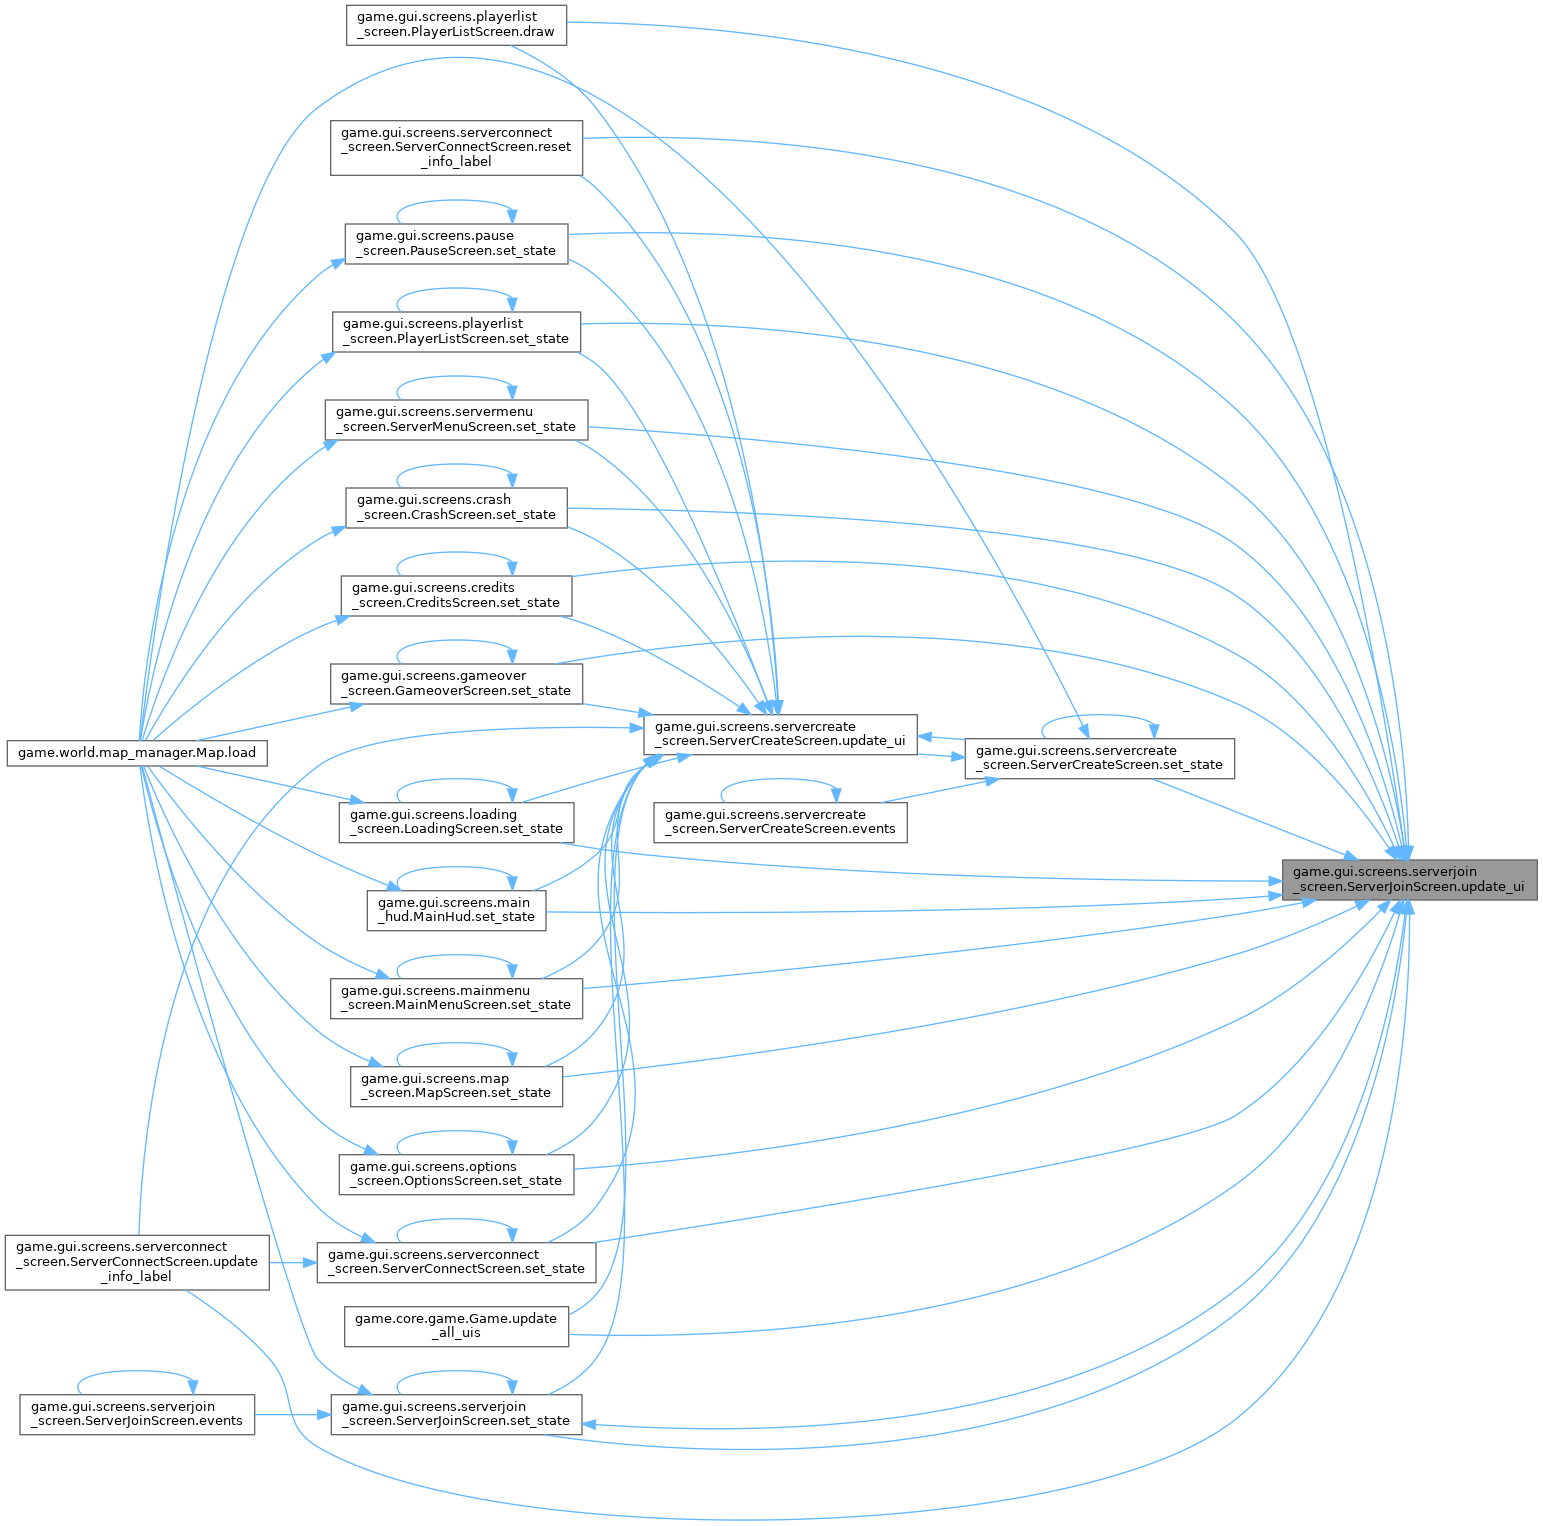 game.gui.screens.playerlist
_screen.PlayerListScreen.draw
game.gui.screens.serverconnect
_screen.ServerConnectScreen.reset
_info_label
game.gui.screens.pause
_screen.PauseScreen.set_state
game.gui.screens.playerlist
_screen.PlayerListScreen.set_state
game.gui.screens.servermenu
_screen.ServerMenuScreen.set_state
game.gui.screens.crash
_screen.CrashScreen.set_state
game.gui.screens.credits
_screen.CreditsScreen.set_state
game.gui.screens.gameover
_screen.GameoverScreen.set_state
game.world.map_manager.Map.load
game.gui.screens.servercreate
_screen.ServerCreateScreen.update_ui
game.gui.screens.servercreate
_screen.ServerCreateScreen.set_state
game.gui.screens.loading
_screen.LoadingScreen.set_state
game.gui.screens.servercreate
_screen.ServerCreateScreen.events
game.gui.screens.serverjoin
_screen.ServerJoinScreen.update_ui
game.gui.screens.main
_hud.MainHud.set_state
game.gui.screens.mainmenu
_screen.MainMenuScreen.set_state
game.gui.screens.map
_screen.MapScreen.set_state
game.gui.screens.options
_screen.OptionsScreen.set_state
game.gui.screens.serverconnect
_screen.ServerConnectScreen.update
_info_label
game.gui.screens.serverconnect
_screen.ServerConnectScreen.set_state
game.core.game.Game.update
_all_uis
game.gui.screens.serverjoin
_screen.ServerJoinScreen.events
game.gui.screens.serverjoin
_screen.ServerJoinScreen.set_state